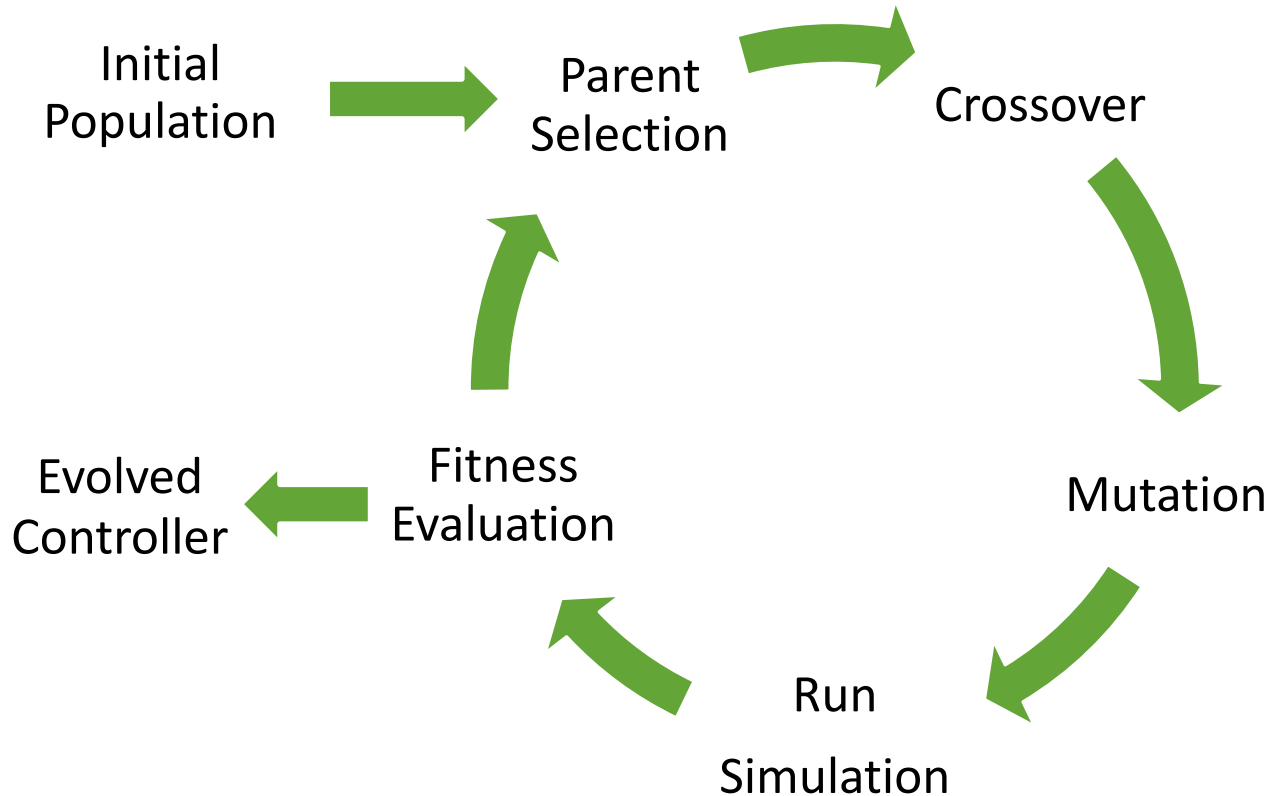 Initial
Population
Parent
Selection
Crossover
Mutation
Run
Simulation
Fitness
Evaluation
Evolved
Controller